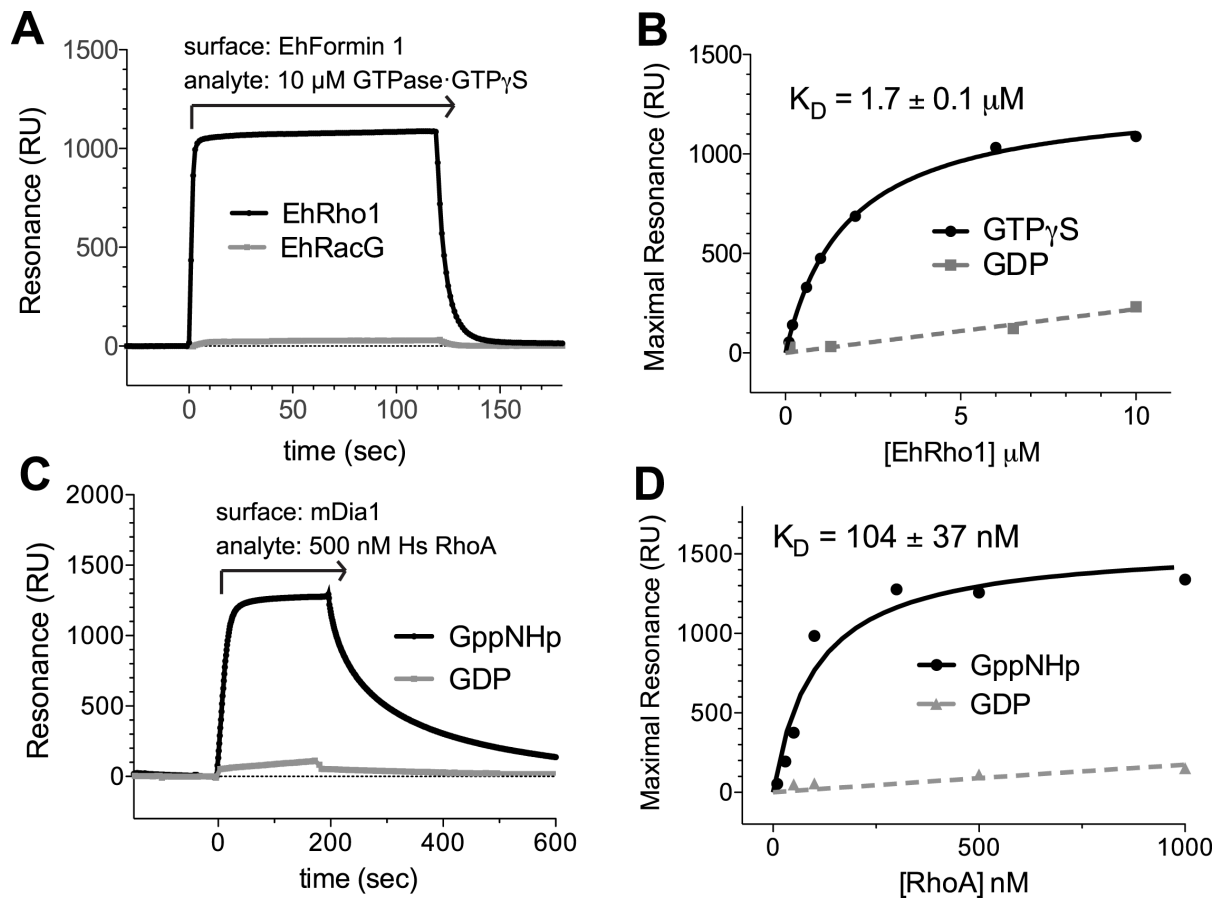 A
surface: EhFormin 1
analyte: 10 µM GTPase·GTPγS
Resonance (RU)
1500
1000
500
0
EhRho1
EhRacG
0 50 100 150
time (sec)
B
K_D = 1.7 ± 0.1 µM
Maximal Resonance (RU)
1500
1000
500
0
GTPγS
GDP
0 5 10
[EhRho1] µM
C
surface: mDia1
analyte: 500 nM Hs RhoA
Resonance (RU)
2000
1500
1000
500
0
GppNHp
GDP
0 200 400 600
time (sec)
D
K_D = 104 ± 37 nM
Maximal Resonance (RU)
1500
1000
500
0
GppNHp
GDP
0 500 1000
[RhoA] nM